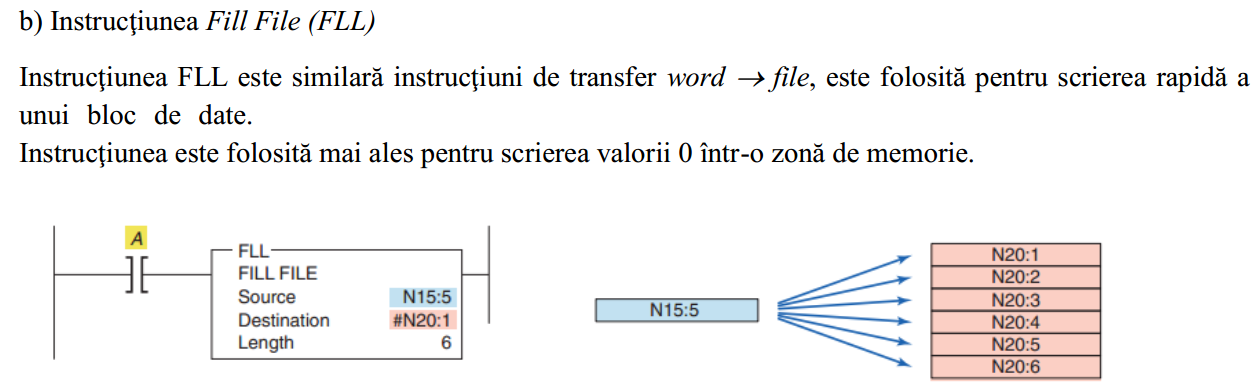 b) Instrucţiunea Fill File (FLL)
Instrucţiunea FLL este similară instrucţiuni de transfer word → file, este folosită pentru scrierea rapidă a
unui bloc de date.
Instrucţiunea este folosită mai ales pentru scrierea valorii 0 într-o zonă de memorie.
A
FLL
FILL FILE
Source N15:5
Destination #N20:1
Length 6
N15:5
N20:1
N20:2
N20:3
N20:4
N20:5
N20:6